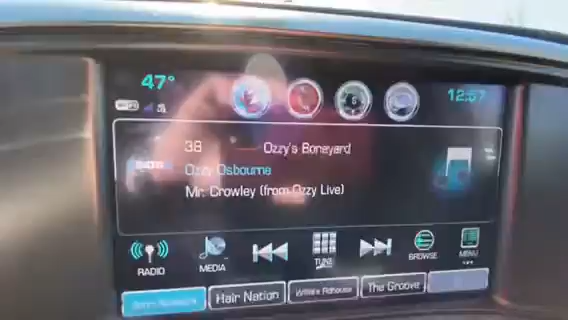 47°
12:57
38 Ozzy's Boneyard
Ozzy Osbourne
Mr. Crowley (from Ozzy Live)
RADIO
MEDIA
TUNE
BROWSE
MENU
Hair Nation
Willie's Rdhouse
The Groove